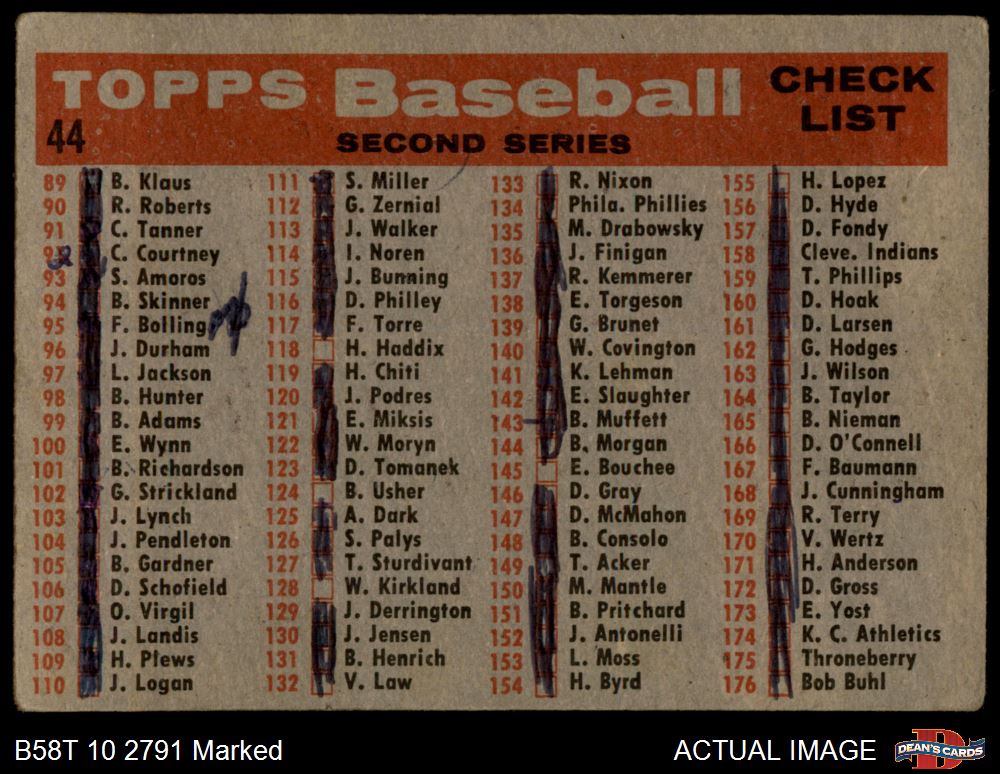 TOPPS Baseball CHECK LIST
44 SECOND SERIES
89 B. Klaus
90 R. Roberts
91 C. Tanner
92 C. Courtney
93 S. Amoros
94 B. Skinner
95 F. Bolling
96 J. Durham
97 L. Jackson
98 B. Hunter
99 B. Adams
100 E. Wynn
101 B. Richardson
102 G. Strickland
103 J. Lynch
104 J. Pendleton
105 B. Gardner
106 D. Schofield
107 O. Virgil
108 J. Landis
109 H. Plews
110 J. Logan
111 S. Miller
112 G. Zernial
113 J. Walker
114 I. Noren
115 J. Bunning
116 D. Philley
117 F. Torre
118 H. Haddix
119 H. Chiti
120 J. Podres
121 E. Miksis
122 W. Moryn
123 D. Tomanek
124 B. Usher
125 A. Dark
126 S. Palys
127 T. Sturdivant
128 W. Kirkland
129 J. Derrington
130 J. Jensen
131 B. Henrich
132 V. Law
133 R. Nixon
134 Phila. Phillies
135 M. Drabowsky
136 J. Finigan
137 R. Kemmerer
138 E. Torgeson
139 G. Brunet
140 W. Covington
141 K. Lehman
142 E. Slaughter
143 B. Muffett
144 B. Morgan
145 E. Bouchee
146 D. Gray
147 D. McMahon
148 B. Consolo
149 T. Acker
150 M. Mantle
151 B. Pritchard
152 J. Antonelli
153 L. Moss
154 H. Byrd
155 H. Lopez
156 D. Hyde
157 D. Fondy
158 Cleve. Indians
159 T. Phillips
160 D. Hoak
161 D. Larsen
162 G. Hodges
163 J. Wilson
164 B. Taylor
165 B. Nieman
166 D. O'Connell
167 F. Baumann
168 J. Cunningham
169 R. Terry
170 V. Wertz
171 H. Anderson
172 D. Gross
173 E. Yost
174 K. C. Athletics
175 Throneberry
176 Bob Buhl
B58T 10 2791 Marked
ACTUAL IMAGE
DEAN'S CARDS